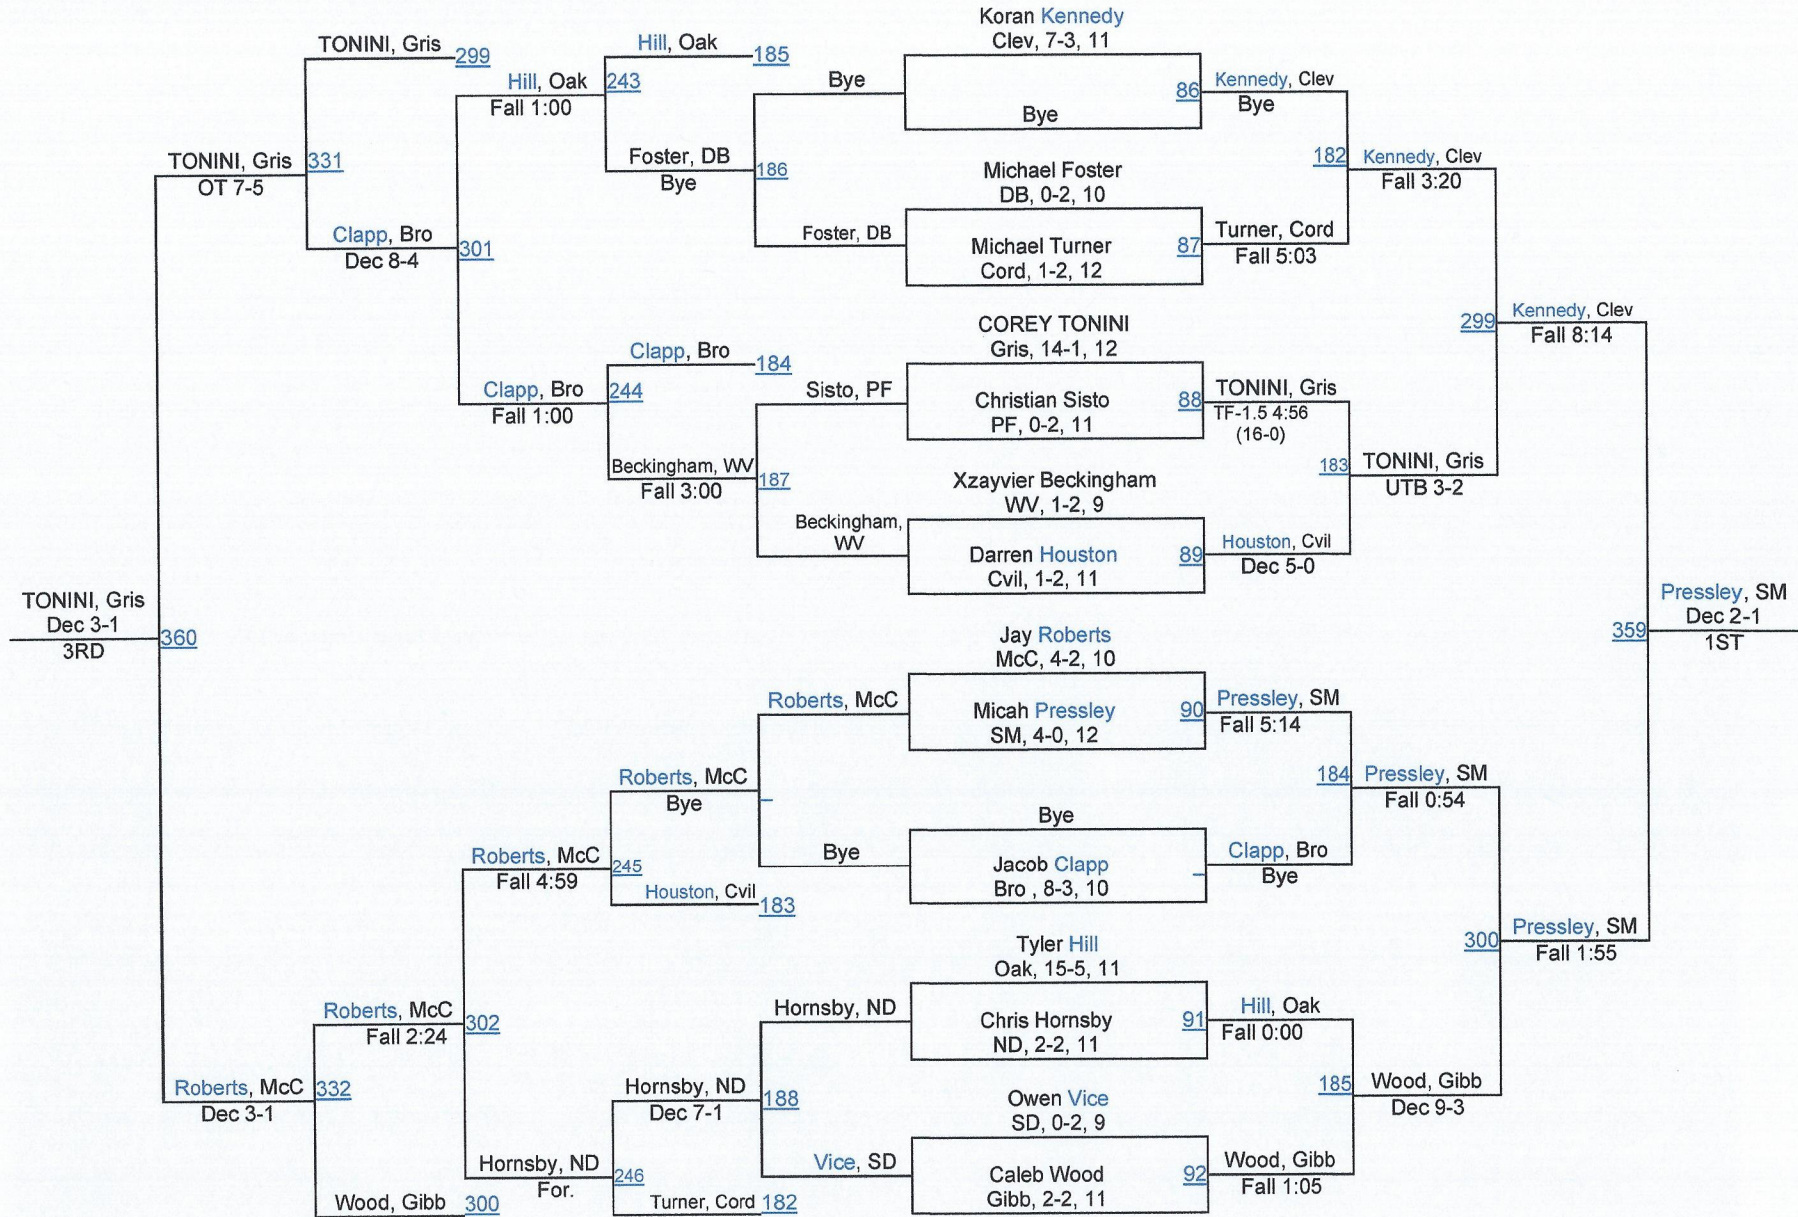 TONINI, Gris
Dec 3-1
3RD
360
TONINI, Gris
OT 7-5
331
Roberts, McC
Dec 3-1
332
TONINI, Gris
299
Clapp, Bro
Dec 8-4
301
Roberts, McC
Fall 2:24
302
Wood, Gibb
300
Hill, Oak
Fall 1:00
243
Clapp, Bro
Fall 1:00
244
Roberts, McC
Fall 4:59
245
Hornsby, ND
For.
246
Hill, Oak
185
Foster, DB
Bye
186
Clapp, Bro
184
Beckingham, WV
Fall 3:00
187
Roberts, McC
Bye
Houston, Cvil
183
Hornsby, ND
Dec 7-1
188
Turner, Cord
182
Bye
Foster, DB
Sisto, PF
Beckingham,
WV
Roberts, McC
Bye
Hornsby, ND
Vice, SD
Koran Kennedy
Clev, 7-3, 11
Bye
86
Michael Foster
DB, 0-2, 10
Michael Turner
Cord, 1-2, 12
87
COREY TONINI
Gris, 14-1, 12
Christian Sisto
PF, 0-2, 11
88
Xzayvier Beckingham
WV, 1-2, 9
Darren Houston
Cvil, 1-2, 11
89
Jay Roberts
McC, 4-2, 10
Micah Pressley
SM, 4-0, 12
90
Bye
Jacob Clapp
Bro , 8-3, 10
Tyler Hill
Oak, 15-5, 11
Chris Hornsby
ND, 2-2, 11
91
Owen Vice
SD, 0-2, 9
Caleb Wood
Gibb, 2-2, 11
92
Kennedy, Clev
Bye
Turner, Cord
Fall 5:03
TONINI, Gris
TF-1.5 4:56
(16-0)
Houston, Cvil
Dec 5-0
Pressley, SM
Fall 5:14
Clapp, Bro
Bye
Hill, Oak
Fall 0:00
Wood, Gibb
Fall 1:05
182
Kennedy, Clev
Fall 3:20
183
TONINI, Gris
UTB 3-2
184
Pressley, SM
Fall 0:54
185
Wood, Gibb
Dec 9-3
299
Kennedy, Clev
Fall 8:14
300
Pressley, SM
Fall 1:55
359
Pressley, SM
Dec 2-1
1ST